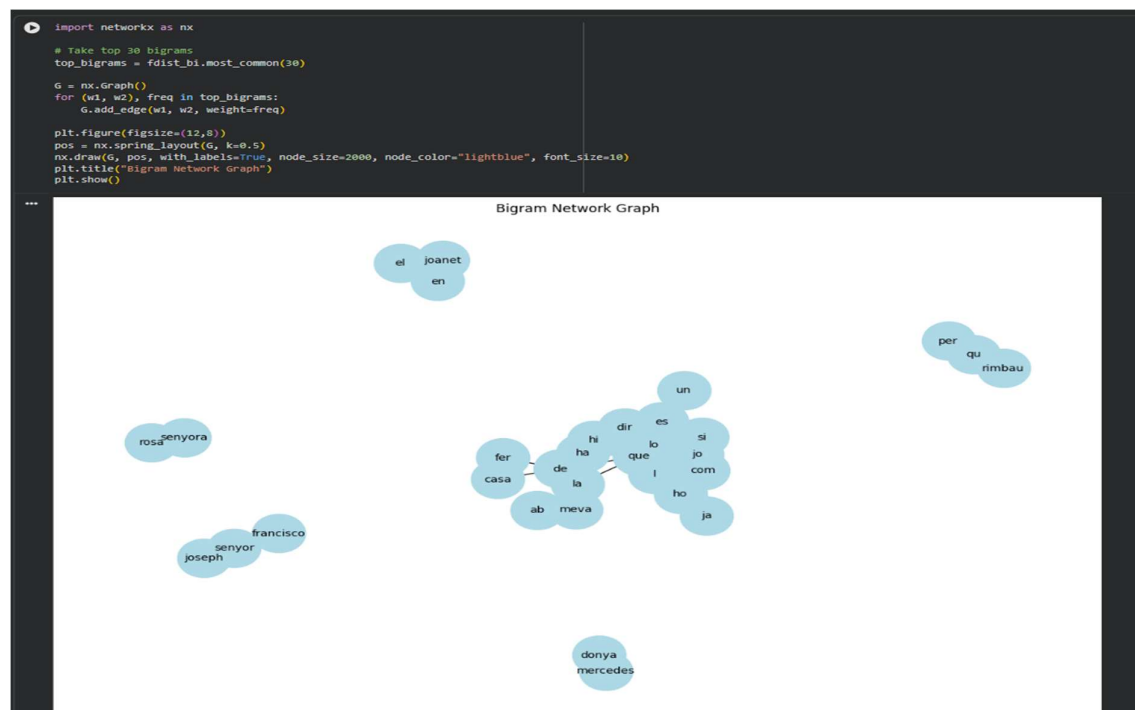 import networkx as nx
# Take top 30 bigrams
top_bigrams = fdist_bi.most_common(30)
G = nx.Graph()
for (w1, w2), freq in top_bigrams:
    G.add_edge(w1, w2, weight=freq)
plt.figure(figsize=(12,8))
pos = nx.spring_layout(G, k=0.5)
nx.draw(G, pos, with_labels=True, node_size=2000, node_color="lightblue", font_size=10)
plt.title("Bigram Network Graph")
plt.show()
Bigram Network Graph
el
joanet
en
per
qu
rimbau
un
es
dir
si
hi
lo
ha
que
jo
rosa
senyora
fer
de
l
com
casa
la
ho
ab
meva
ja
francisco
senyor
joseph
donya
mercedes